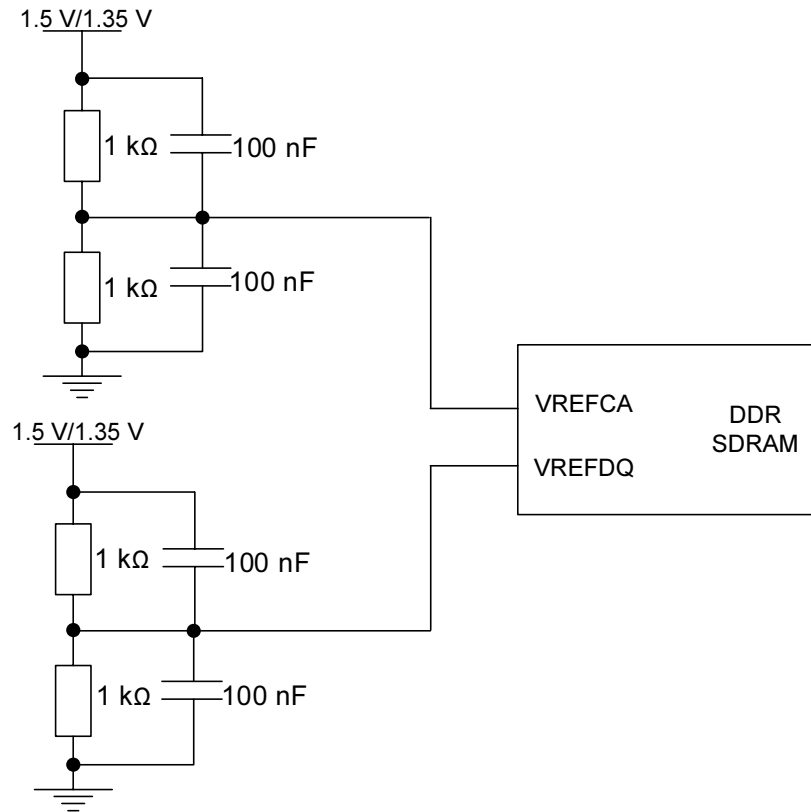 1.5 V/1.35 V
1 kΩ
100 nF
1 kΩ
100 nF
VREFCA
DDR
SDRAM
VREFDQ
1.5 V/1.35 V
1 kΩ
100 nF
1 kΩ
100 nF